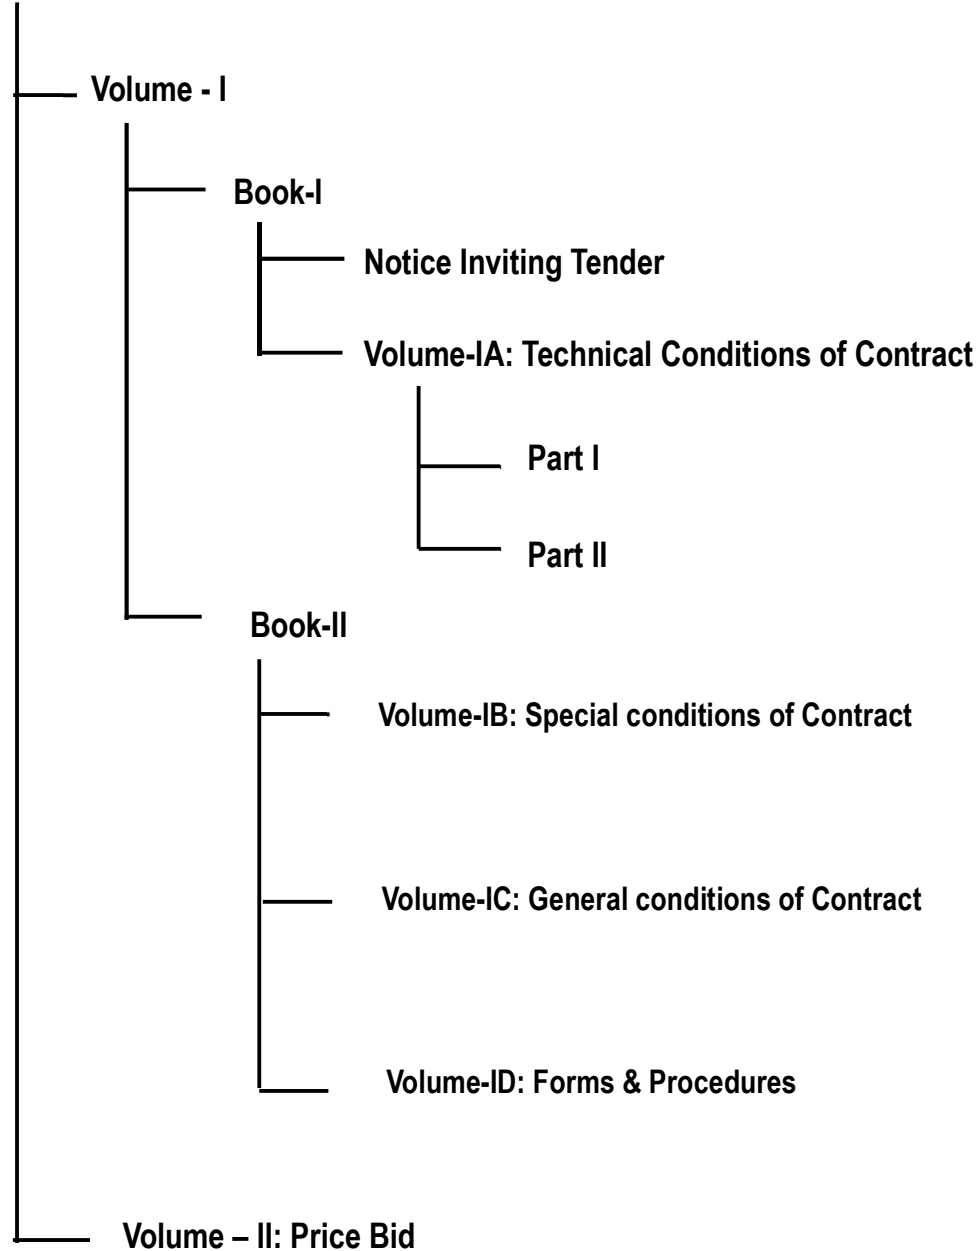 Volume - I
Book-I
Notice Inviting Tender
Volume-IA: Technical Conditions of Contract
Part I
Part II
Book-II
Volume-IB: Special conditions of Contract
Volume-IC: General conditions of Contract
Volume-ID: Forms & Procedures
Volume – II: Price Bid